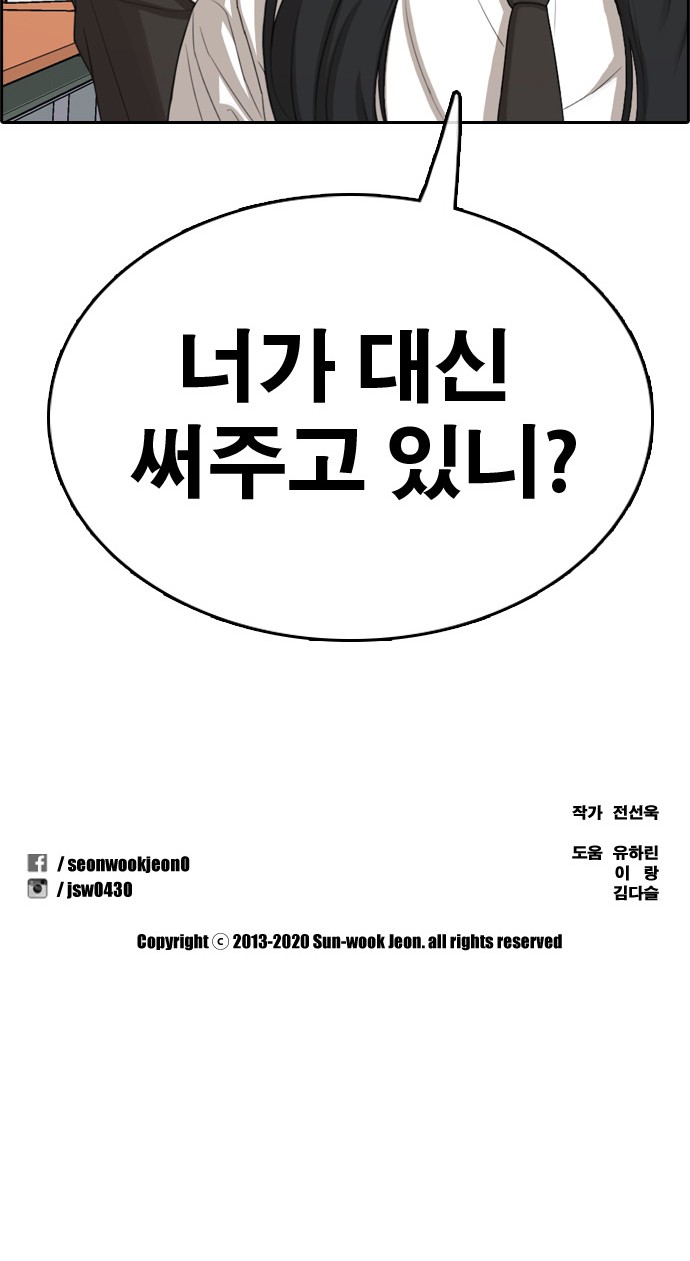 너가 대신
써주고 있니?
작가 전선욱
도움 유하린
이 랑
김다슬
/ seonwookjeon0
/ jsw0430
Copyright ⓒ 2013-2020 Sun-wook Jeon. all rights reserved